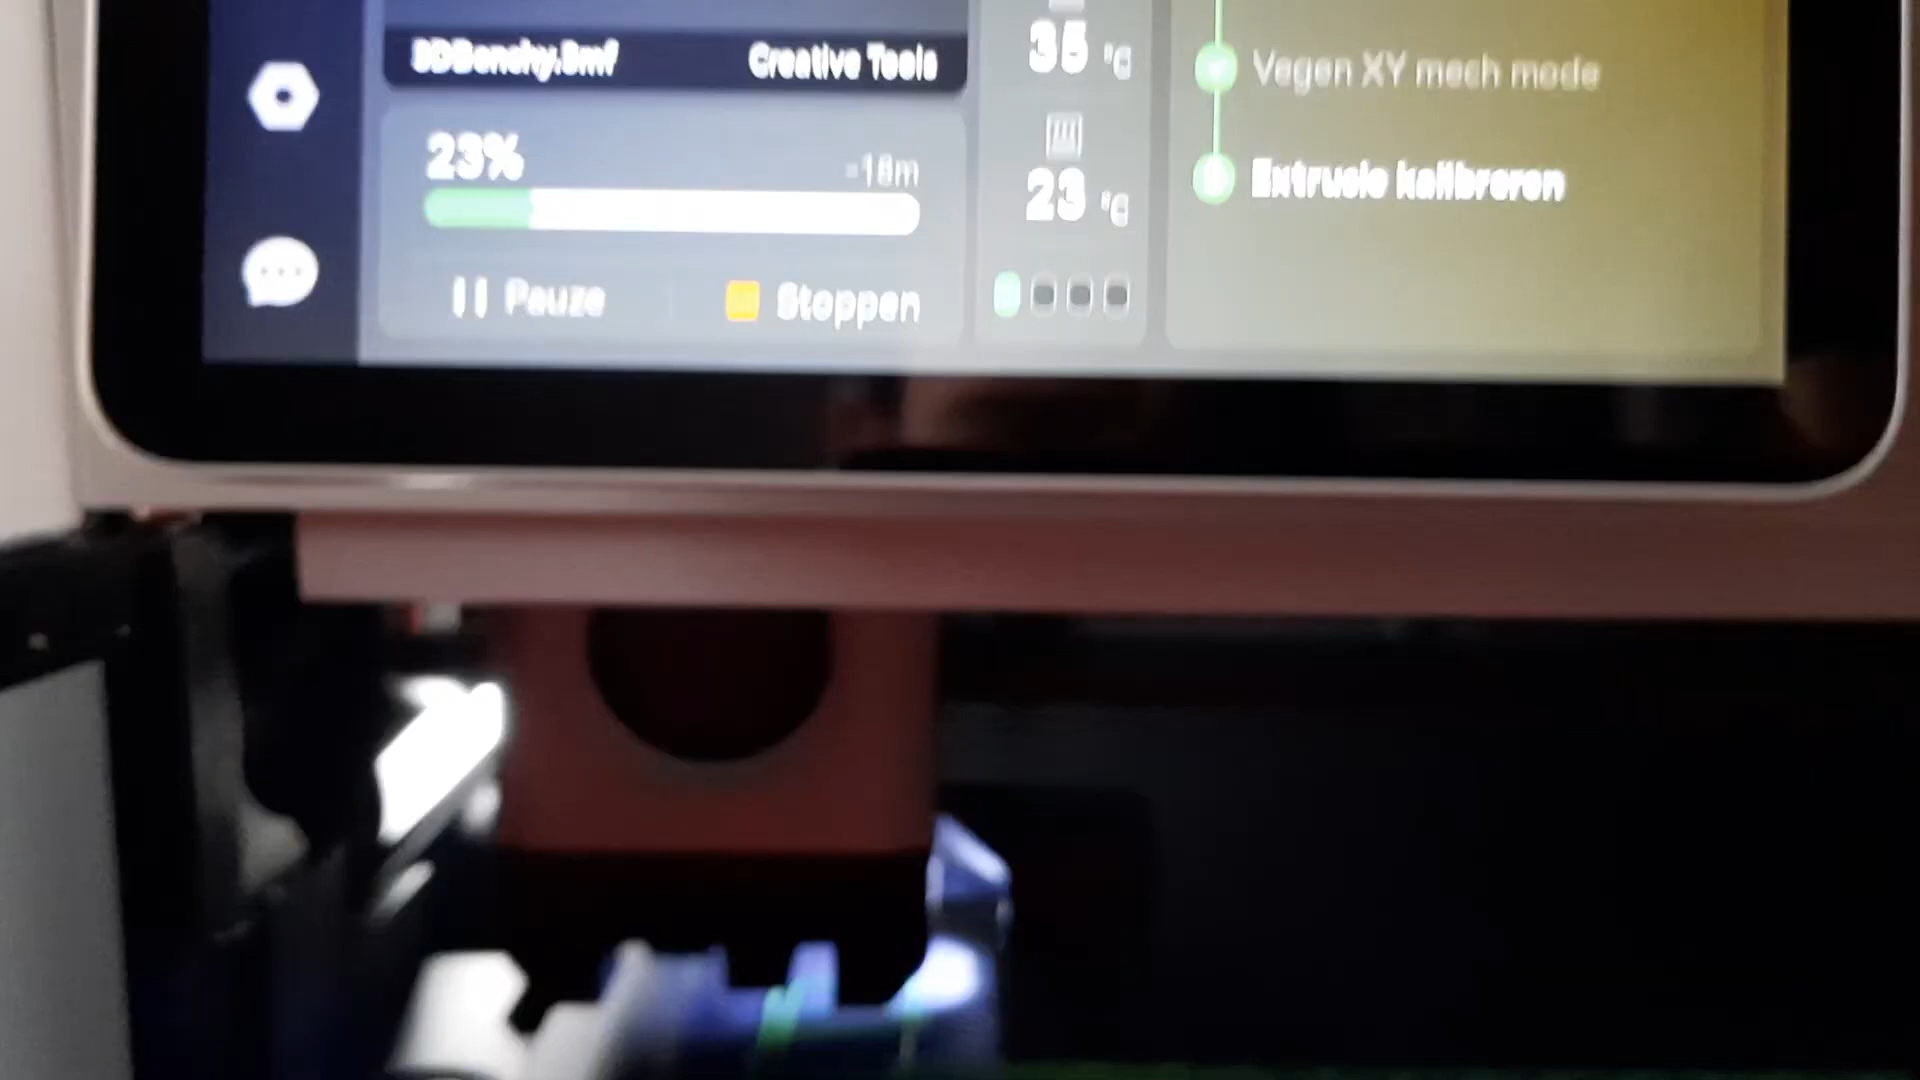 3DBenchy.3mf
Creative Tools
23%
-18m
Pauze
Stoppen
35 °C
23 °C
Vegen XY mech mode
Extrusie kalibreren